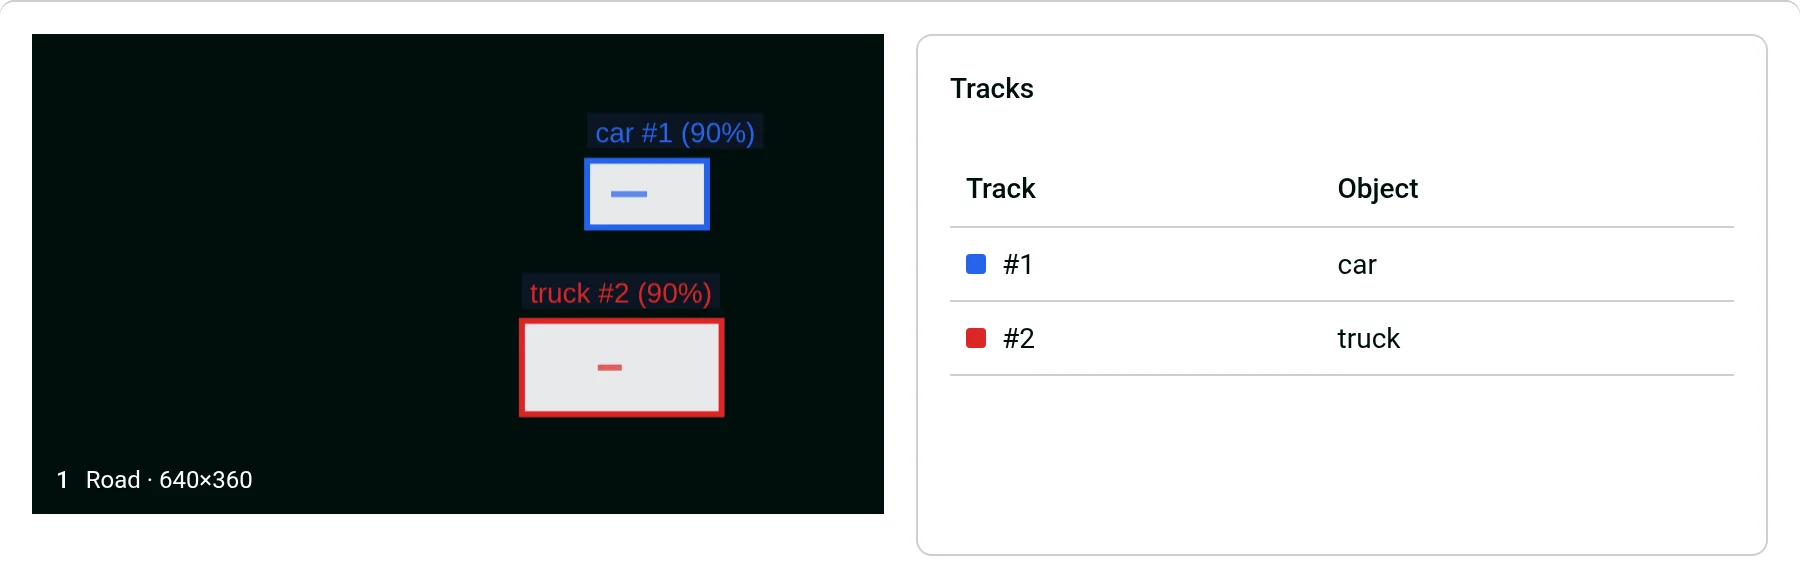 car #1 (90%)
truck #2 (90%)
1 Road · 640×360
Tracks
Track Object
#1 car
#2 truck